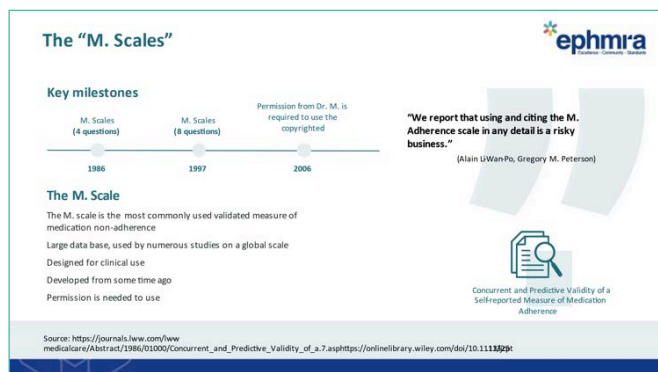 The “M. Scales”
ephmra
Excellence - Community - Standards
Key milestones
M. Scales
(4 questions)
M. Scales
(8 questions)
Permission from Dr. M. is
required to use the
copyrighted
1986
1997
2006
The M. Scale
The M. scale is the most commonly used validated measure of
medication non-adherence
Large data base, used by numerous studies on a global scale
Designed for clinical use
Developed from some time ago
Permission is needed to use
“We report that using and citing the M.
Adherence scale in any detail is a risky
business.”
(Alain Li-Wan-Po, Gregory M. Peterson)
Concurrent and Predictive Validity of a
Self-reported Measure of Medication
Adherence
Source: https://journals.lww.com/lww
medicalcare/Abstract/1986/01000/Concurrent_and_Predictive_Validity_of_a.7.asphttps://onlinelibrary.wiley.com/doi/10.1111/